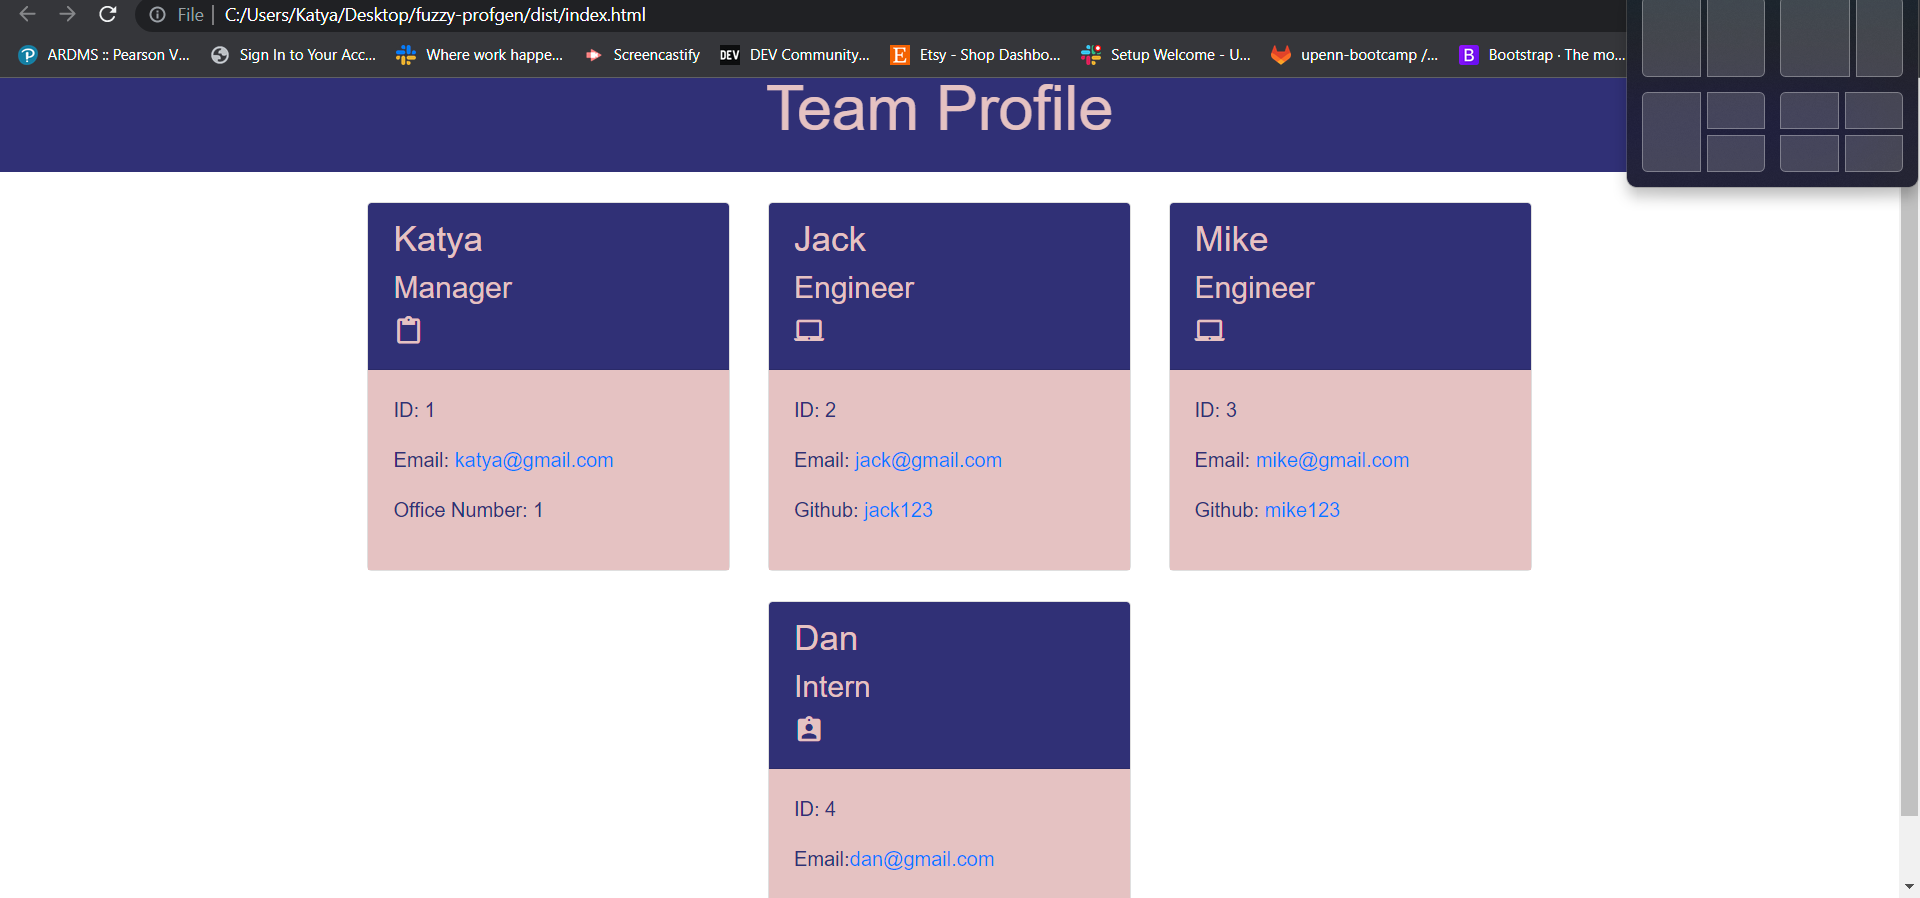 File | C:/Users/Katya/Desktop/fuzzy-profgen/dist/index.html
ARDMS :: Pearson V... Sign In to Your Acc... Where work happe... Screencastify DEV DEV Community... E Etsy - Shop Dashbo... Setup Welcome - U... upenn-bootcamp /... B Bootstrap · The mo...
Team Profile
Katya
Manager
ID: 1
Email: katya@gmail.com
Office Number: 1
Jack
Engineer
ID: 2
Email: jack@gmail.com
Github: jack123
Mike
Engineer
ID: 3
Email: mike@gmail.com
Github: mike123
Dan
Intern
ID: 4
Email:dan@gmail.com